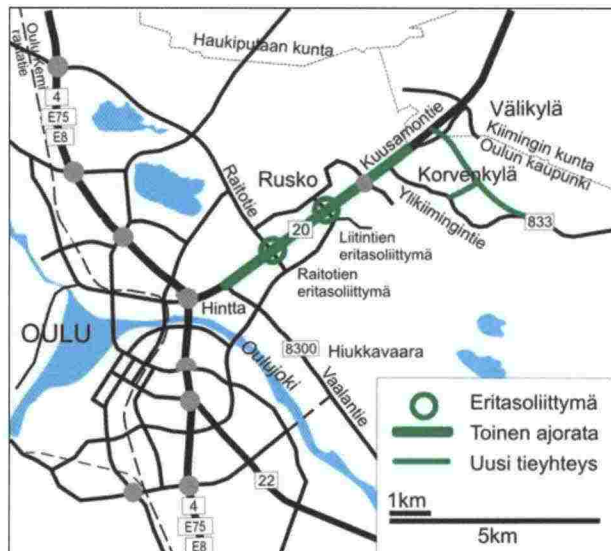 Oulu-Kemi
rautatie
Haukiputaan kunta
4
E75
E8
Välikylä
Kuusamontie
Kiimingin kunta
Oulun kaupunki
Korvenkylä
Raitotie
Rusko
Ylikiimingintie
20
833
Liitintien
eritasoliittymä
Raitotien
eritasoliittymä
Hintta
OULU
Oulujoki
8300
Hiukkavaara
Vaalantie
22
4
E75
E8
Eritasoliittymä
Toinen ajorata
Uusi tieyhteys
1km
5km